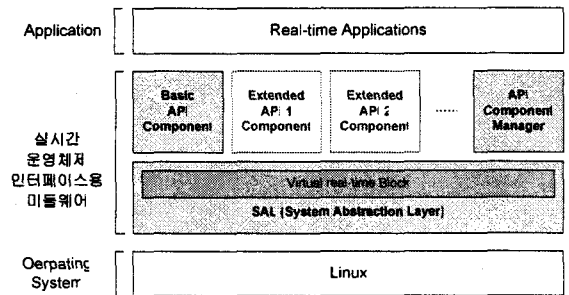 Application
Real-time Applications
Basic
API
Component
Extended
API 1
Component
Extended
API 2
Component
......
API
Component
Manager
실시간
운영체제
인터페이스용
미들웨어
Virtual real-time Block
SAL (System Abstraction Layer)
Oerpating
System
Linux